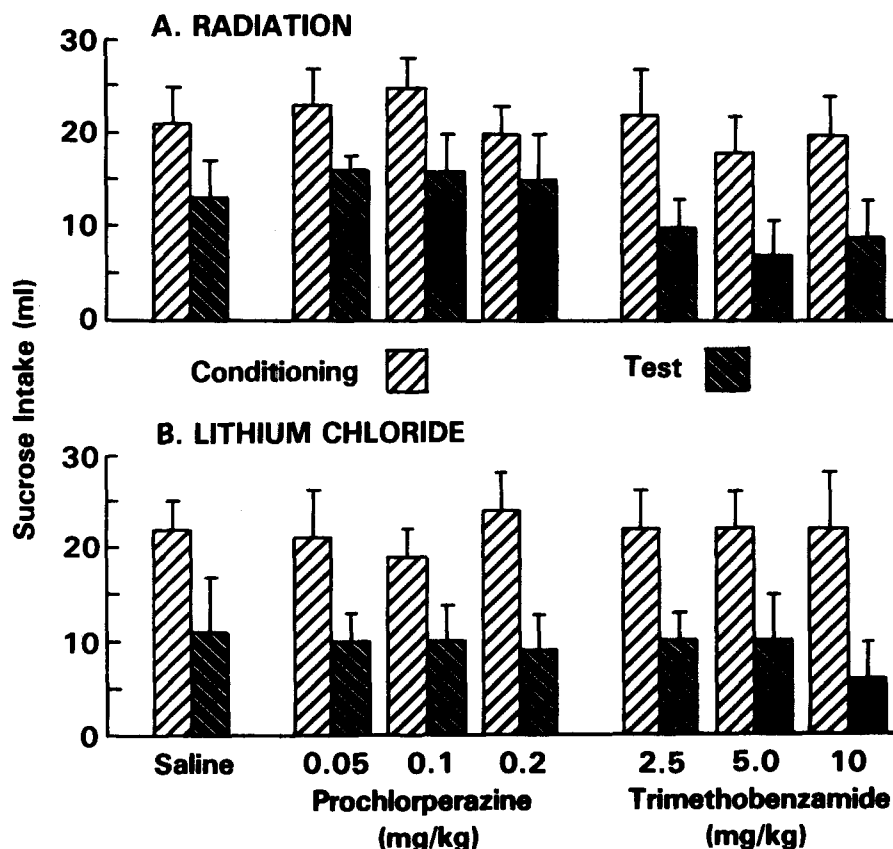 A. RADIATION
30
20
10
0
Conditioning
Test
Sucrose Intake (ml)
B. LITHIUM CHLORIDE
30
20
10
0
Saline
0.05 0.1 0.2
2.5 5.0 10
Prochlorperazine
(mg/kg)
Trimethobenzamide
(mg/kg)